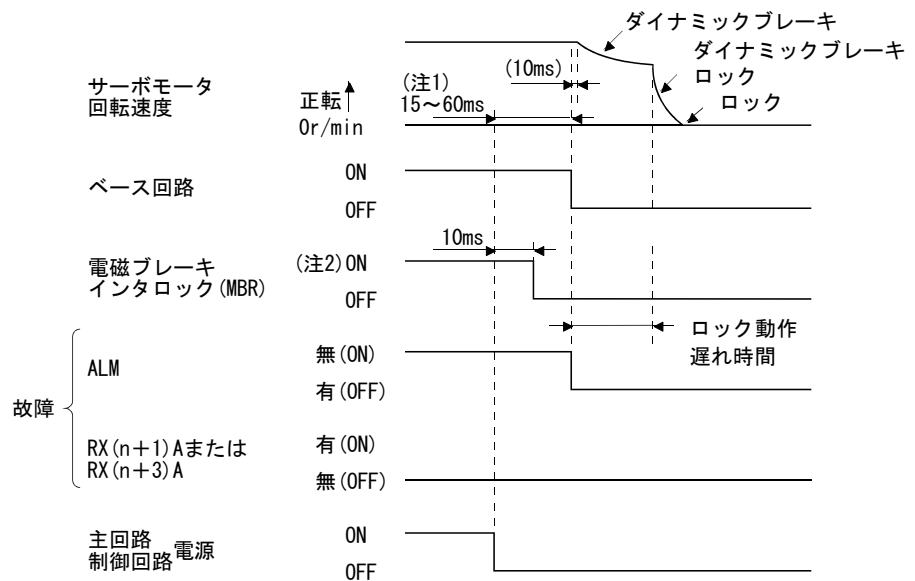 ダイナミックブレーキ
ダイナミックブレーキ
ロック
ロック
サーボモータ
回転速度
正転
0r/min
(注1)
15～60ms
(10ms)
ベース回路
ON
OFF
電磁ブレーキ
インタロック(MBR)
10ms
(注2)ON
OFF
ロック動作
遅れ時間
故障
ALM
無(ON)
有(OFF)
RX(n＋1)Aまたは
RX(n＋3)A
有(ON)
無(OFF)
主回路
制御回路
電源
ON
OFF